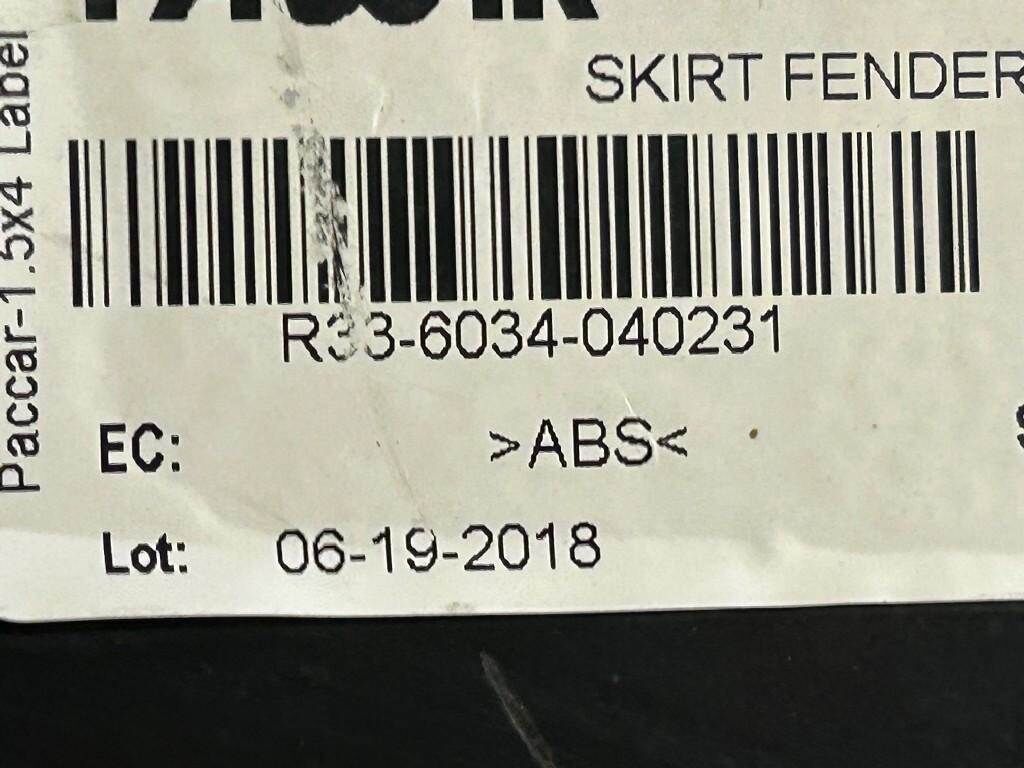 SKIRT FENDER
Paccar-1.5x4 Label
R33-6034-040231
EC: >ABS<
Lot: 06-19-2018